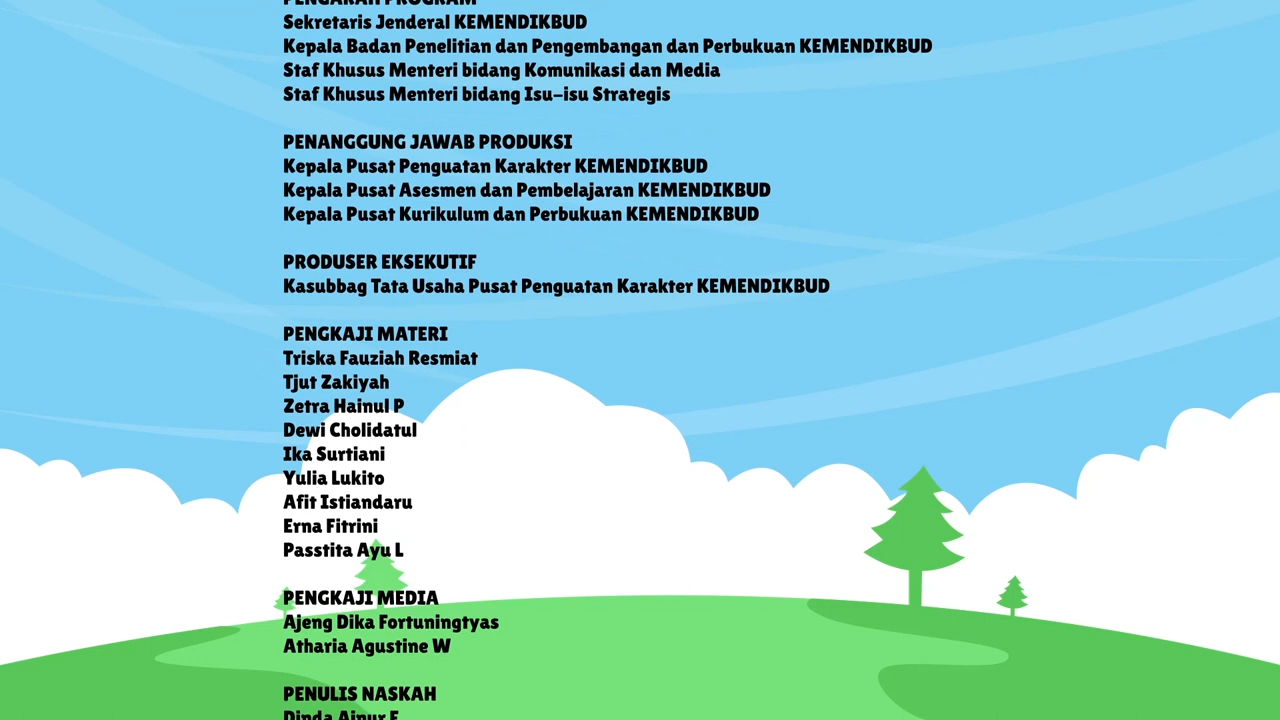 PENGARAH PROGRAM
Sekretaris Jenderal KEMENDIKBUD
Kepala Badan Penelitian dan Pengembangan dan Perbukuan KEMENDIKBUD
Staf Khusus Menteri bidang Komunikasi dan Media
Staf Khusus Menteri bidang Isu-isu Strategis
PENANGGUNG JAWAB PRODUKSI
Kepala Pusat Penguatan Karakter KEMENDIKBUD
Kepala Pusat Asesmen dan Pembelajaran KEMENDIKBUD
Kepala Pusat Kurikulum dan Perbukuan KEMENDIKBUD
PRODUSER EKSEKUTIF
Kasubbag Tata Usaha Pusat Penguatan Karakter KEMENDIKBUD
PENGKAJI MATERI
Triska Fauziah Resmiat
Tjut Zakiyah
Zetra Hainul P
Dewi Cholidatul
Ika Surtiani
Yulia Lukito
Afit Istiandaru
Erna Fitrini
Passtita Ayu L
PENGKAJI MEDIA
Ajeng Dika Fortuningtyas
Atharia Agustine W
PENULIS NASKAH
Dinda Ainur F